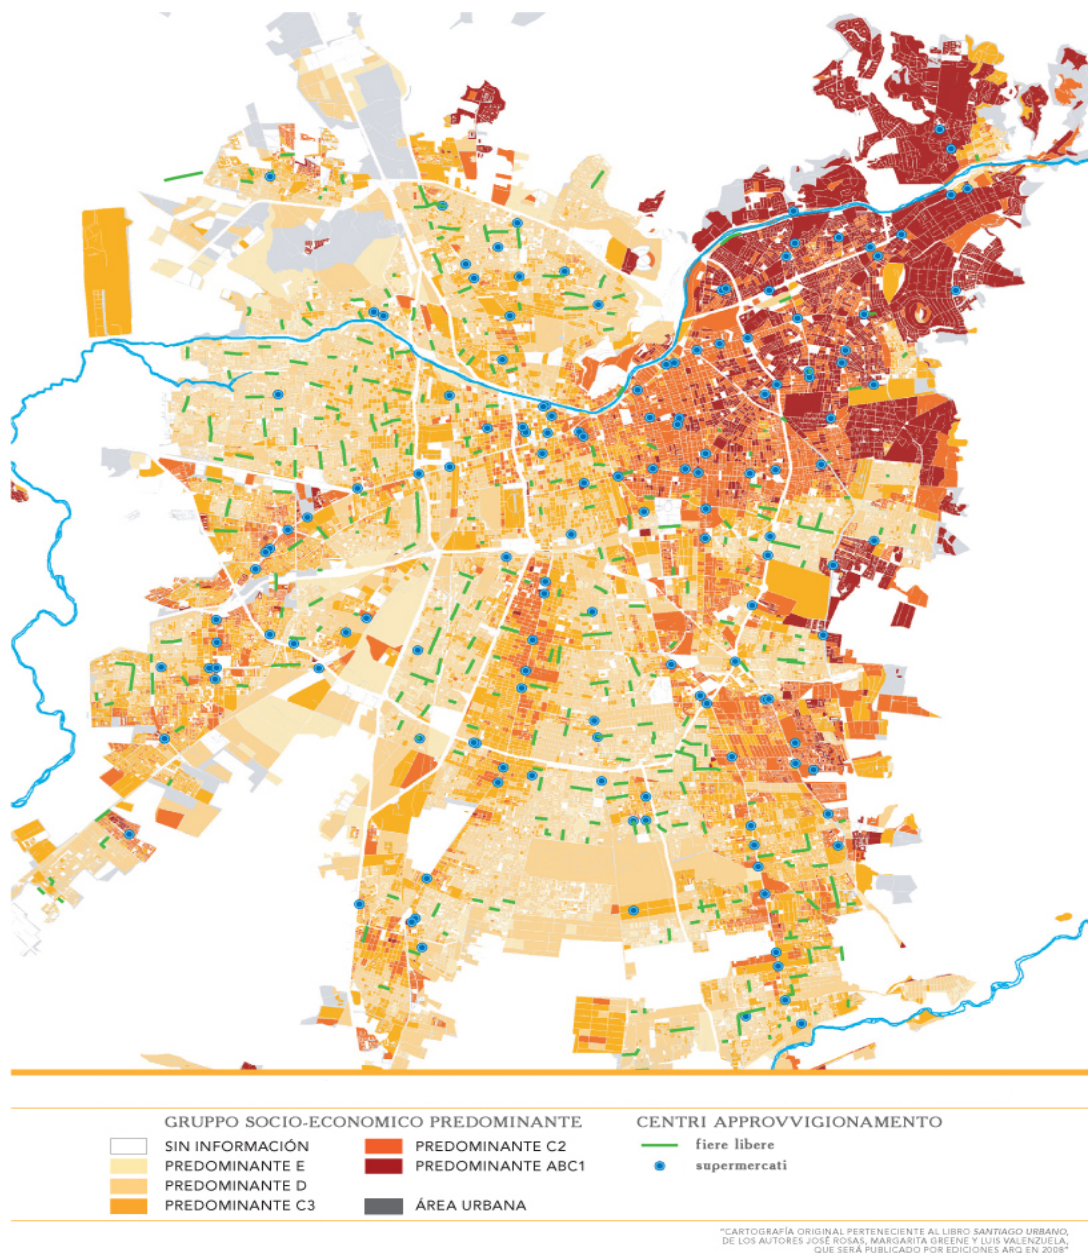 GRUPPO SOCIO-ECONOMICO PREDOMINANTE
SIN INFORMACIÓN
PREDOMINANTE E
PREDOMINANTE D
PREDOMINANTE C3
PREDOMINANTE C2
PREDOMINANTE ABC1
ÁREA URBANA
CENTRI APPROVVIGIONAMENTO
fiere libere
supermercati
"CARTOGRAFÍA ORIGINAL PERTENECIENTE AL LIBRO SANTIAGO URBANO,
DE LOS AUTORES JOSÉ ROSAS, MARGARITA GREENE Y LUIS VALENZUELA,
QUE SERÁ PUBLICADO POR EDICIONES ARQ EN 2008"